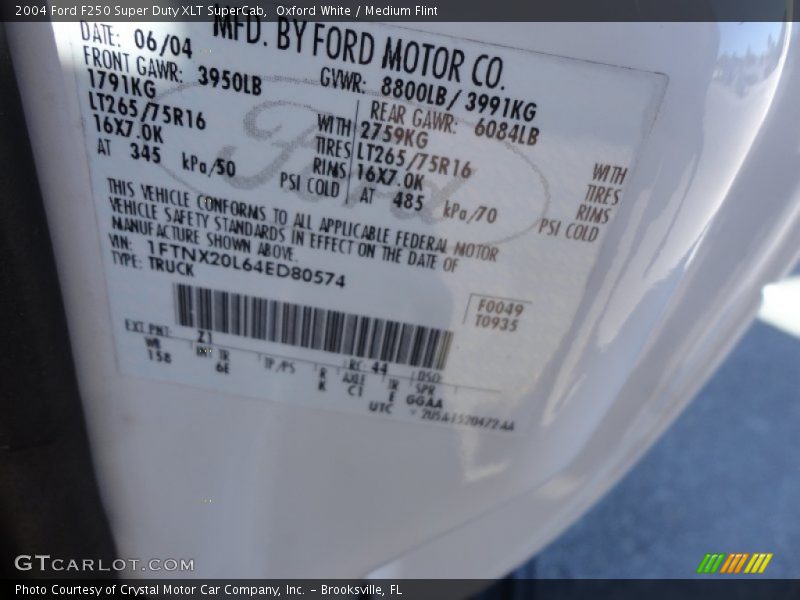 2004 Ford F250 Super Duty XLT SuperCab, Oxford White / Medium Flint
MFD. BY FORD MOTOR CO.
DATE: 06/04 GVWR: 8800LB/ 3991KG
FRONT GAWR: 3950LB REAR GAWR: 6084LB
1791KG WITH 2759KG WITH
LT265/75R16 TIRES LT265/75R16 TIRES
16X7.0K RIMS 16X7.0K RIMS
AT 345 kPa/50 PSI COLD AT 485 kPa/70 PSI COLD
THIS VEHICLE CONFORMS TO ALL APPLICABLE FEDERAL MOTOR
VEHICLE SAFETY STANDARDS IN EFFECT ON THE DATE OF
MANUFACTURE SHOWN ABOVE.
VIN: 1FTNX20L64ED80574
TYPE: TRUCK
F0049
T0935
EXT PNT: Z1 RC: 44 DSO:
WB TR TP/PS R AXLE TR SPR
158 6E K C1 E GGAA
UTC
Ford
GTCARLOT.COM
Photo Courtesy of Crystal Motor Car Company, Inc. – Brooksville, FL